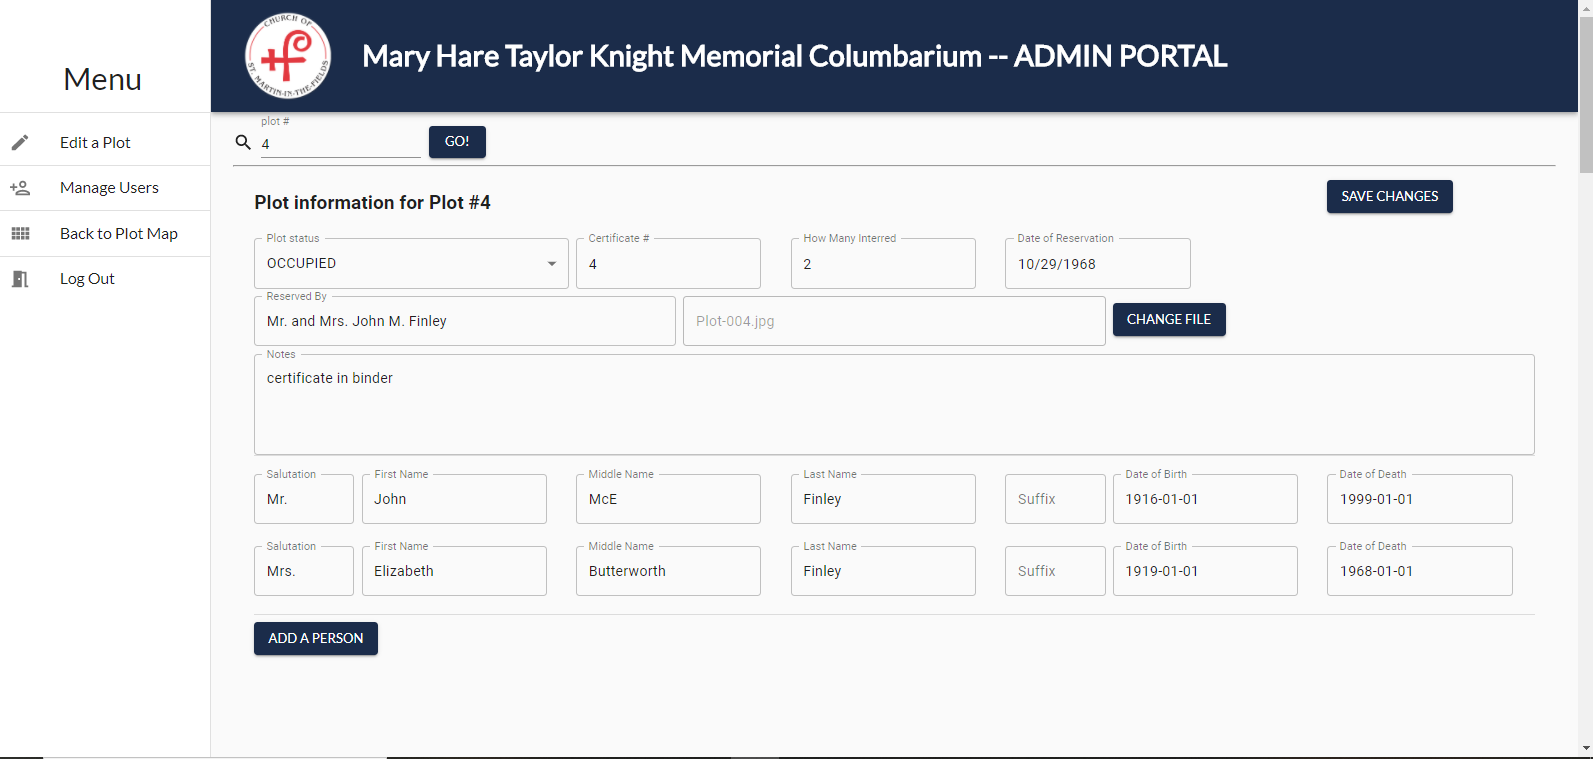 Menu
Edit a Plot
Manage Users
Back to Plot Map
Log Out
CHURCH OF
ST. MARTIN-IN-THE-FIELDS
Mary Hare Taylor Knight Memorial Columbarium -- ADMIN PORTAL
plot #
4
GO!
Plot information for Plot #4
SAVE CHANGES
Plot status Certificate # How Many Interred Date of Reservation
OCCUPIED 4 2 10/29/1968
Reserved By
Mr. and Mrs. John M. Finley Plot-004.jpg CHANGE FILE
Notes
certificate in binder
Salutation First Name Middle Name Last Name Date of Birth Date of Death
Mr. John McE Finley Suffix 1916-01-01 1999-01-01
Salutation First Name Middle Name Last Name Date of Birth Date of Death
Mrs. Elizabeth Butterworth Finley Suffix 1919-01-01 1968-01-01
ADD A PERSON